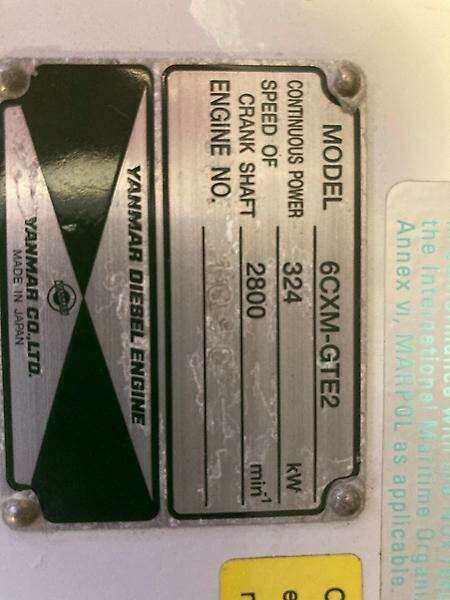 MODEL 6CXM-GTE2
CONTINUOUS POWER 324 kW
SPEED OF
CRANK SHAFT 2800 min-1
ENGINE NO.
YANMAR DIESEL ENGINE
YANMAR CO.,LTD.
MADE IN JAPAN
the International Maritime
Annex vi, MARPOL as applicable.